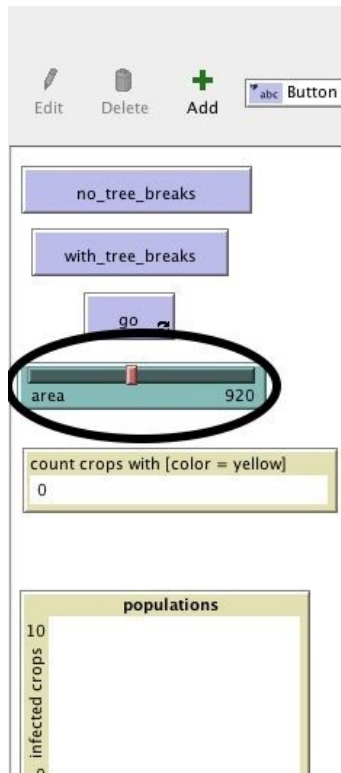 Edit Delete Add abc Button
no_tree_breaks
with_tree_breaks
go
area 920
count crops with [color = yellow]
0
populations
10
infected crops